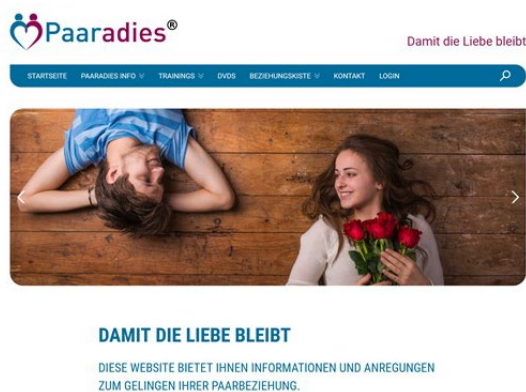 Paaradies®
Damit die Liebe bleibt
STARTSEITE PAARADIES INFO TRAININGS DVDS BEZIEHUNGSKISTE KONTAKT LOGIN
DAMIT DIE LIEBE BLEIBT
DIESE WEBSITE BIETET IHNEN INFORMATIONEN UND ANREGUNGEN
ZUM GELINGEN IHRER PAARBEZIEHUNG.